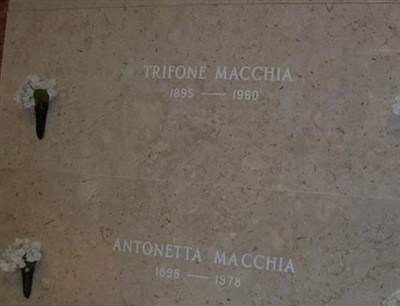 TRIFONE MACCHIA
1895 — 1960
ANTONETTA MACCHIA
1898 — 1978